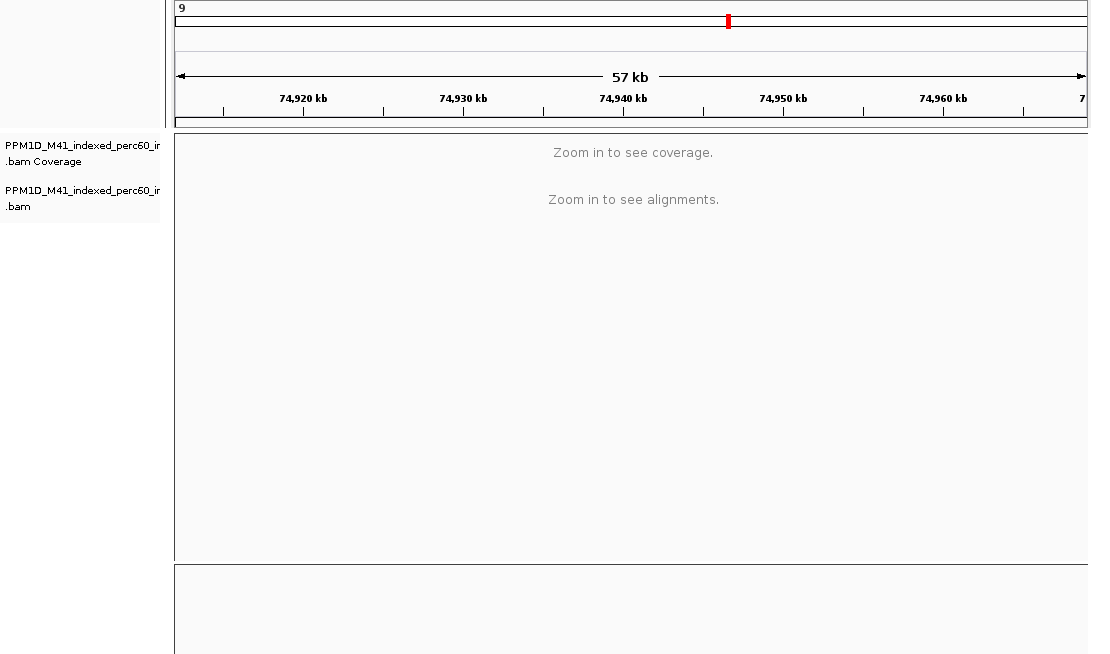 9
57 kb
74,920 kb 74,930 kb 74,940 kb 74,950 kb 74,960 kb 7
PPM1D_M41_indexed_perc60_ir
.bam Coverage
Zoom in to see coverage.
PPM1D_M41_indexed_perc60_ir
.bam
Zoom in to see alignments.